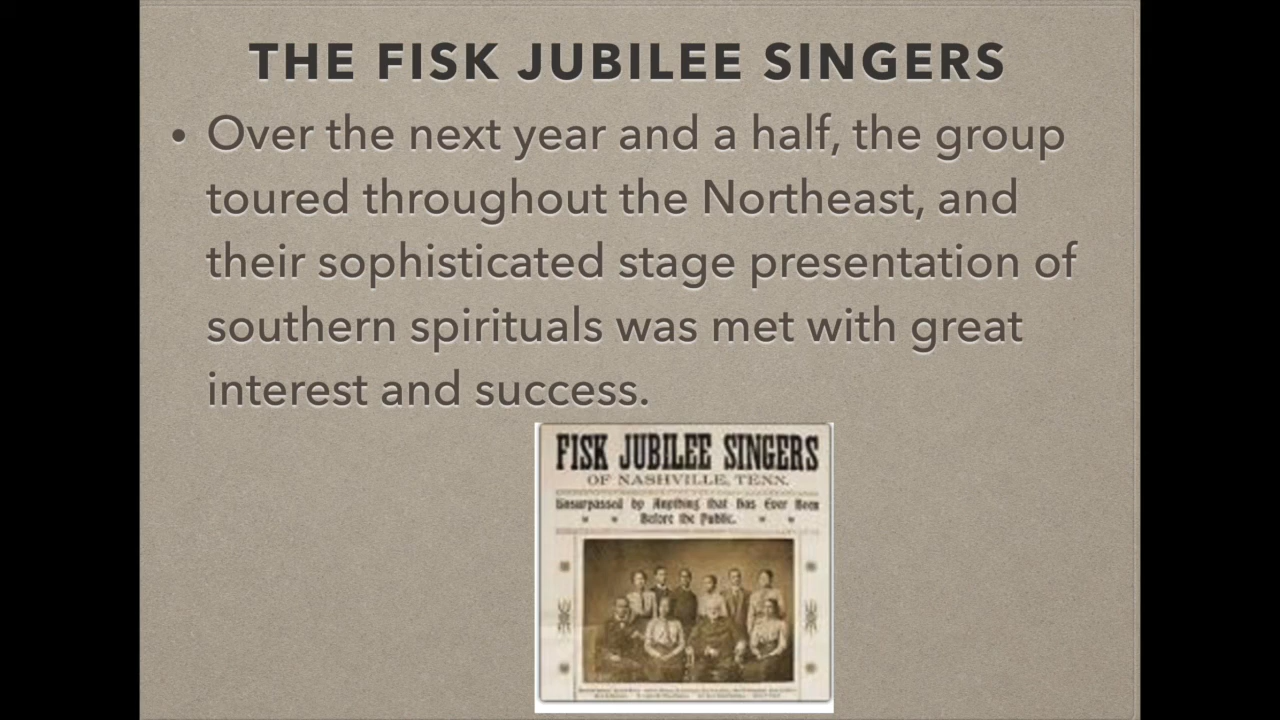 THE FISK JUBILEE SINGERS
• Over the next year and a half, the group
toured throughout the Northeast, and
their sophisticated stage presentation of
southern spirituals was met with great
interest and success.
FISK JUBILEE SINGERS
OF NASHVILLE, TENN.
Unsurpassed by Anything that Has Ever Been
Before the Public.